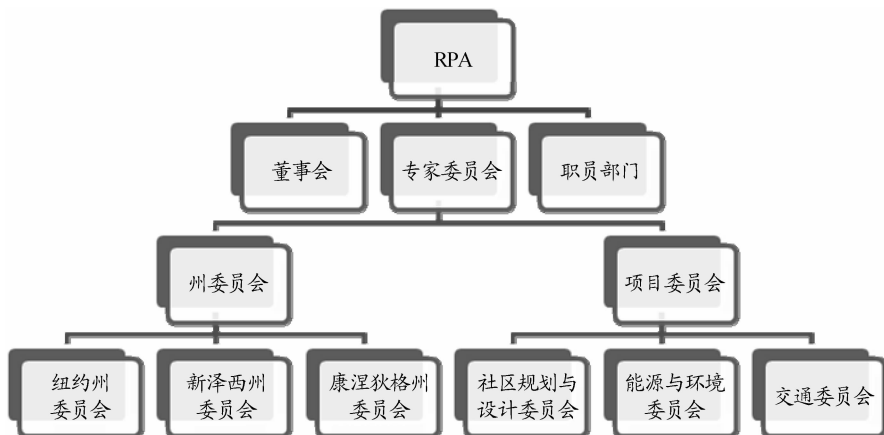 RPA
董事会
专家委员会
职员部门
州委员会
项目委员会
纽约州
委员会
新泽西州
委员会
康涅狄格州
委员会
社区规划与
设计委员会
能源与环境
委员会
交通委员会